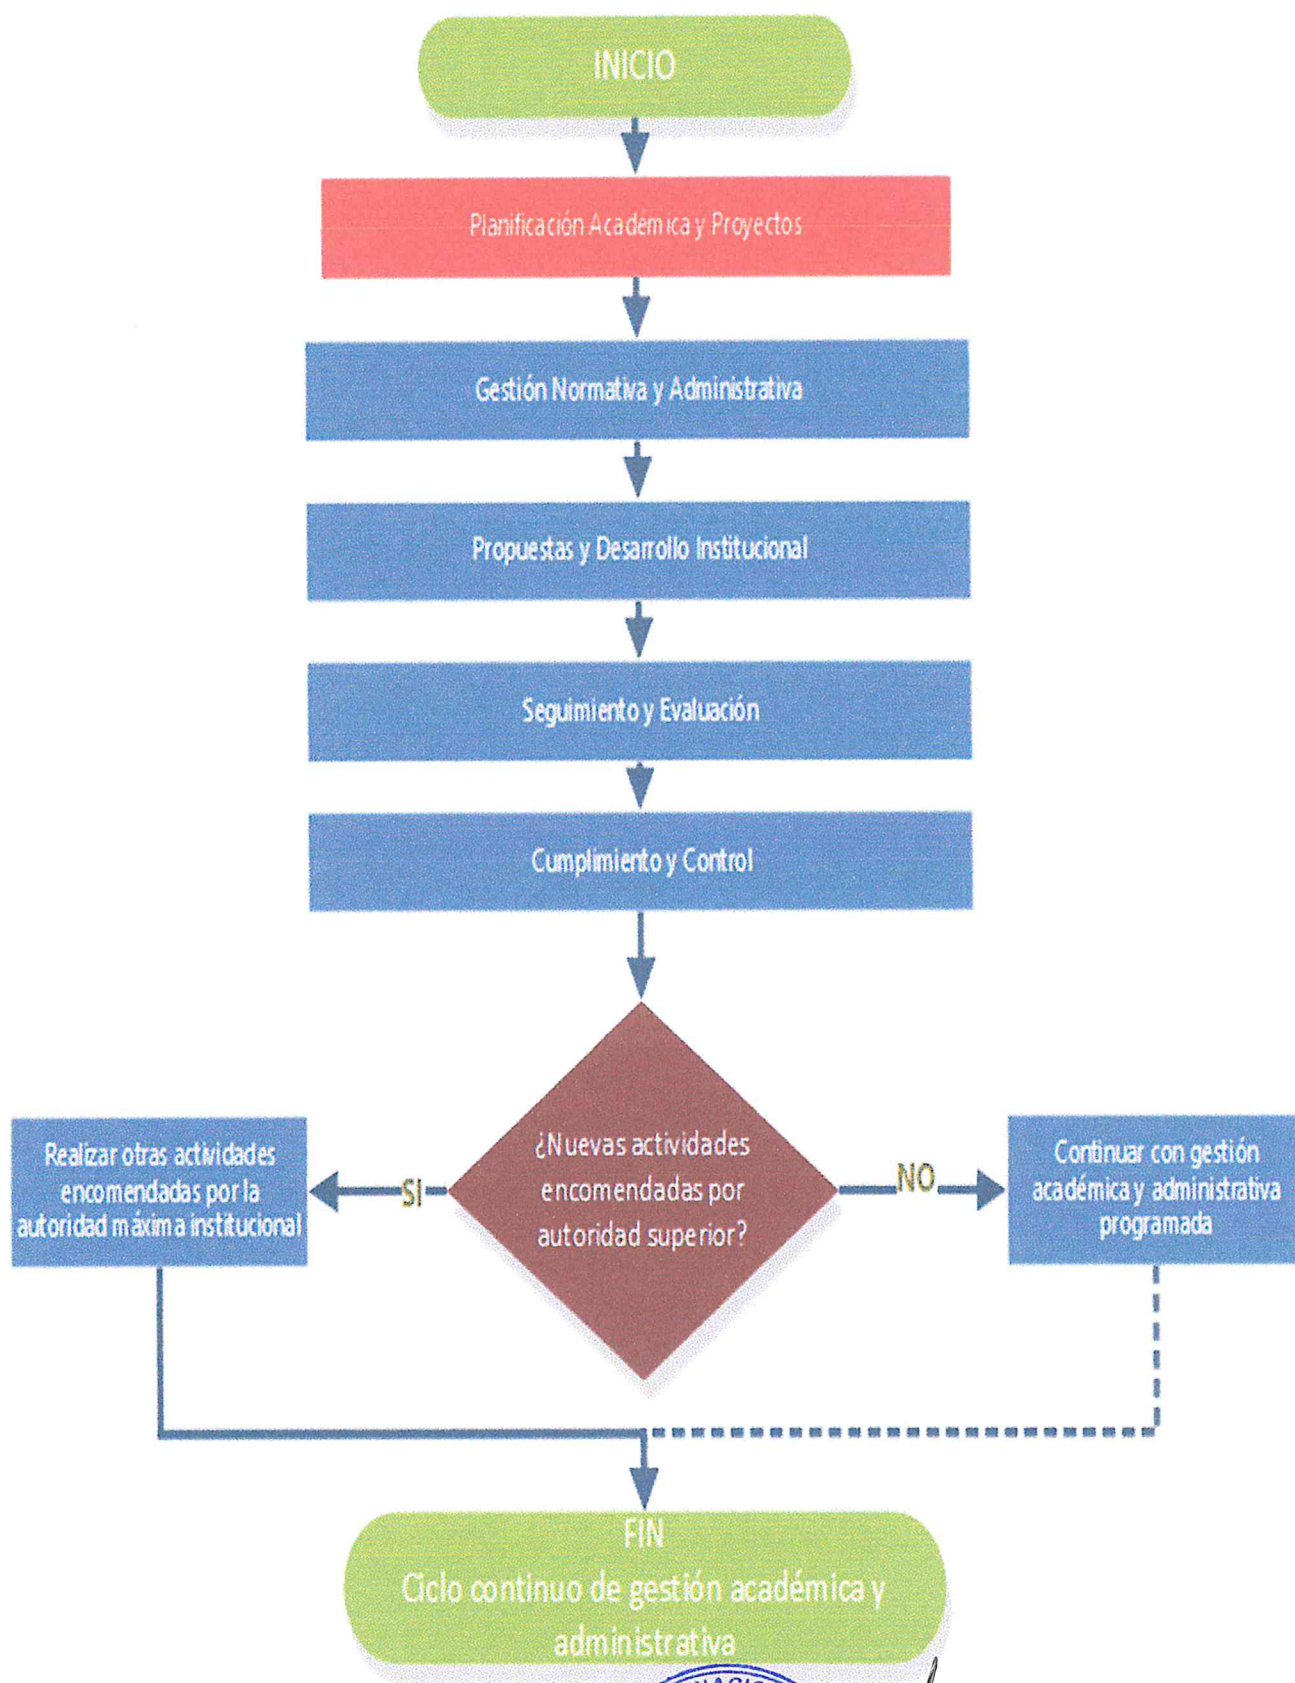 INICIO
Planificación Académica y Proyectos
Gestión Normativa y Administrativa
Propuestas y Desarrollo Institucional
Seguimiento y Evaluación
Cumplimiento y Control
¿Nuevas actividades
encomendadas por
autoridad superior?
SI
NO
Realizar otras actividades
encomendadas por la
autoridad máxima institucional
Continuar con gestión
académica y administrativa
programada
FIN
Ciclo continuo de gestión académica y
administrativa